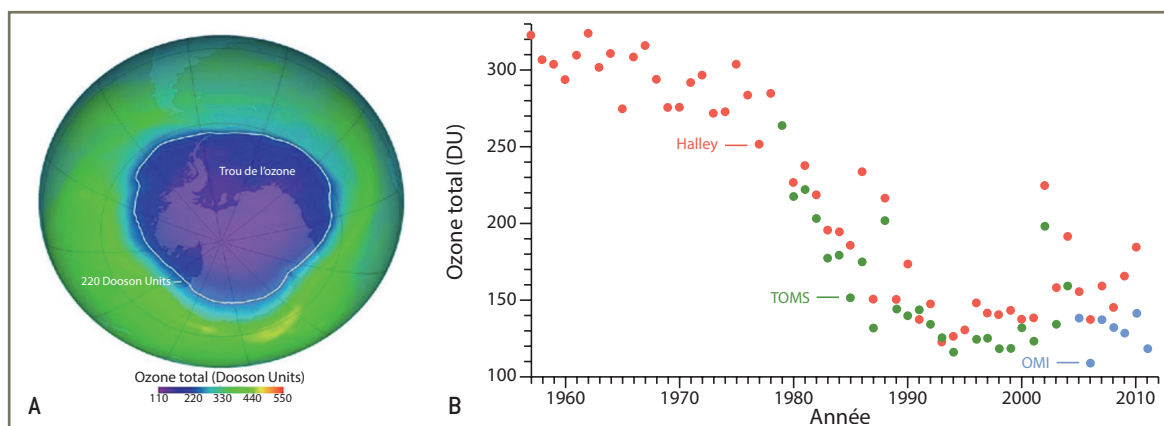 Trou de l'ozone
220 Dooson Units
Ozone total (Dooson Units)
110 220 330 440 550
A
Ozone total (DU)
300
250
200
150
100
Halley
TOMS
OMI
1960 1970 1980 1990 2000 2010
Année
B